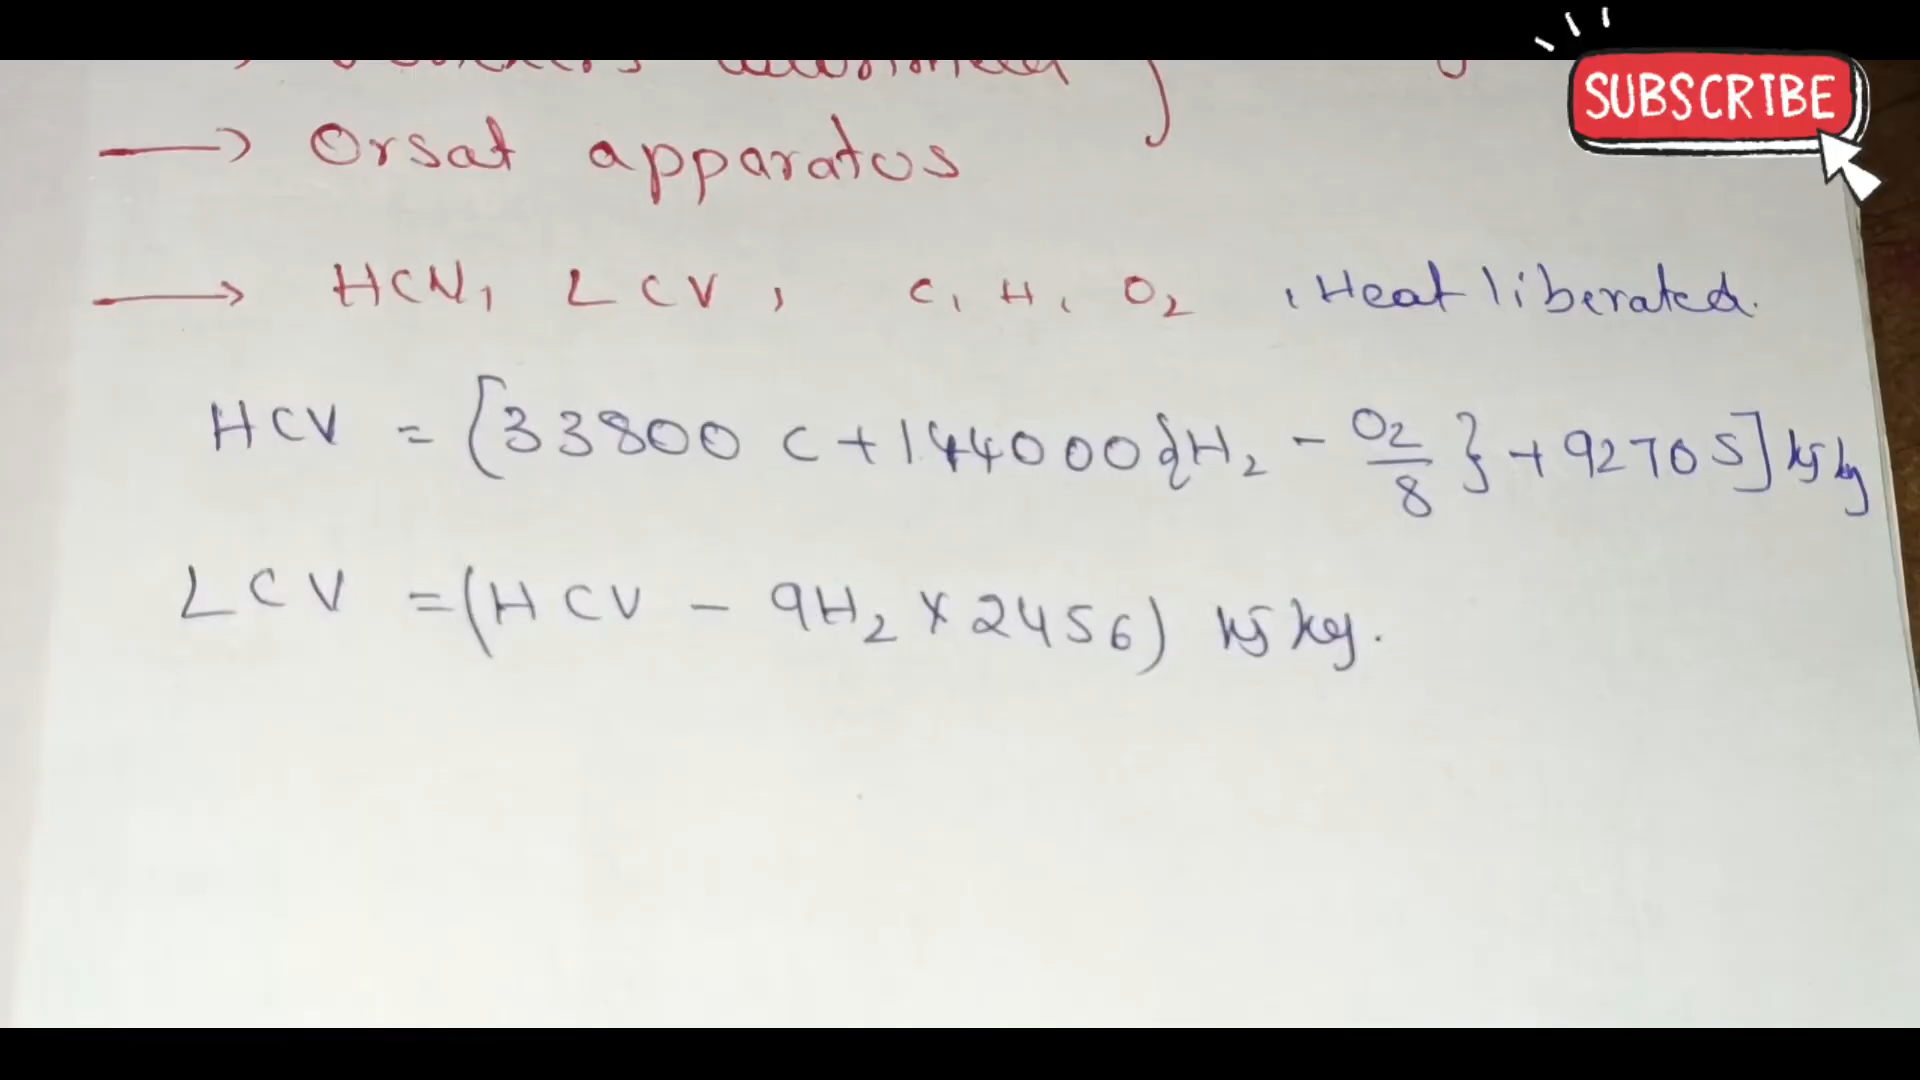 SUBSCRIBE
⟶ Orsat apparatus
⟶ HCV, LCV, C, H, O₂, Heat liberated.
HCV = [33800 C + 144000 {H₂ - O₂/8} + 9270 S] kJ/kg
LCV = (HCV - 9H₂ × 2456) kJ/kg.